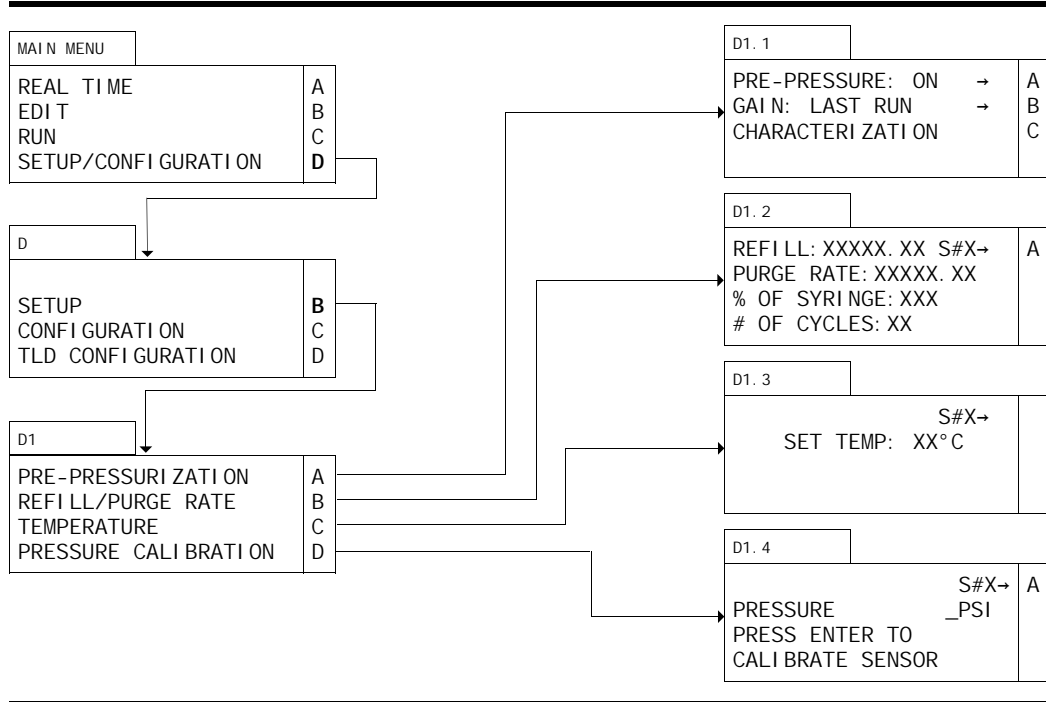 MAIN MENU
REAL TIME A
EDIT B
RUN C
SETUP/CONFIGURATION D
D
SETUP B
CONFIGURATION C
TLD CONFIGURATION D
D1
PRE-PRESSURIZATION A
REFILL/PURGE RATE B
TEMPERATURE C
PRESSURE CALIBRATION D
D1.1
PRE-PRESSURE: ON → A
GAIN: LAST RUN → B
CHARACTERIZATION C
D1.2
REFILL:XXXXX.XX S#X→ A
PURGE RATE:XXXXX.XX
% OF SYRINGE:XXX
# OF CYCLES:XX
D1.3
S#X→
SET TEMP: XX°C
D1.4
S#X→ A
PRESSURE _PSI
PRESS ENTER TO
CALIBRATE SENSOR